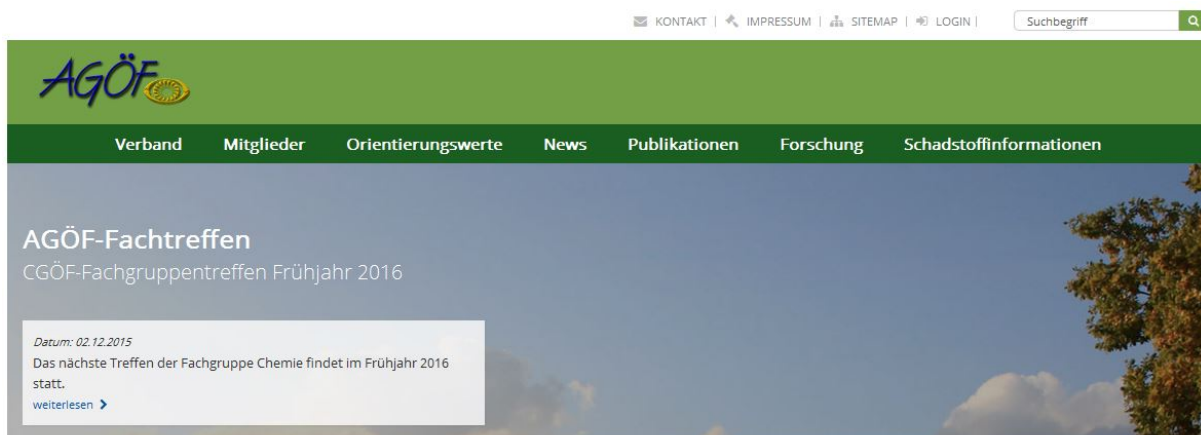 KONTAKT | IMPRESSUM | SITEMAP | LOGIN | Suchbegriff
AGÖF
Verband Mitglieder Orientierungswerte News Publikationen Forschung Schadstoffinformationen
AGÖF-Fachtreffen
CGÖF-Fachgruppentreffen Frühjahr 2016
Datum: 02.12.2015
Das nächste Treffen der Fachgruppe Chemie findet im Frühjahr 2016
statt.
weiterlesen